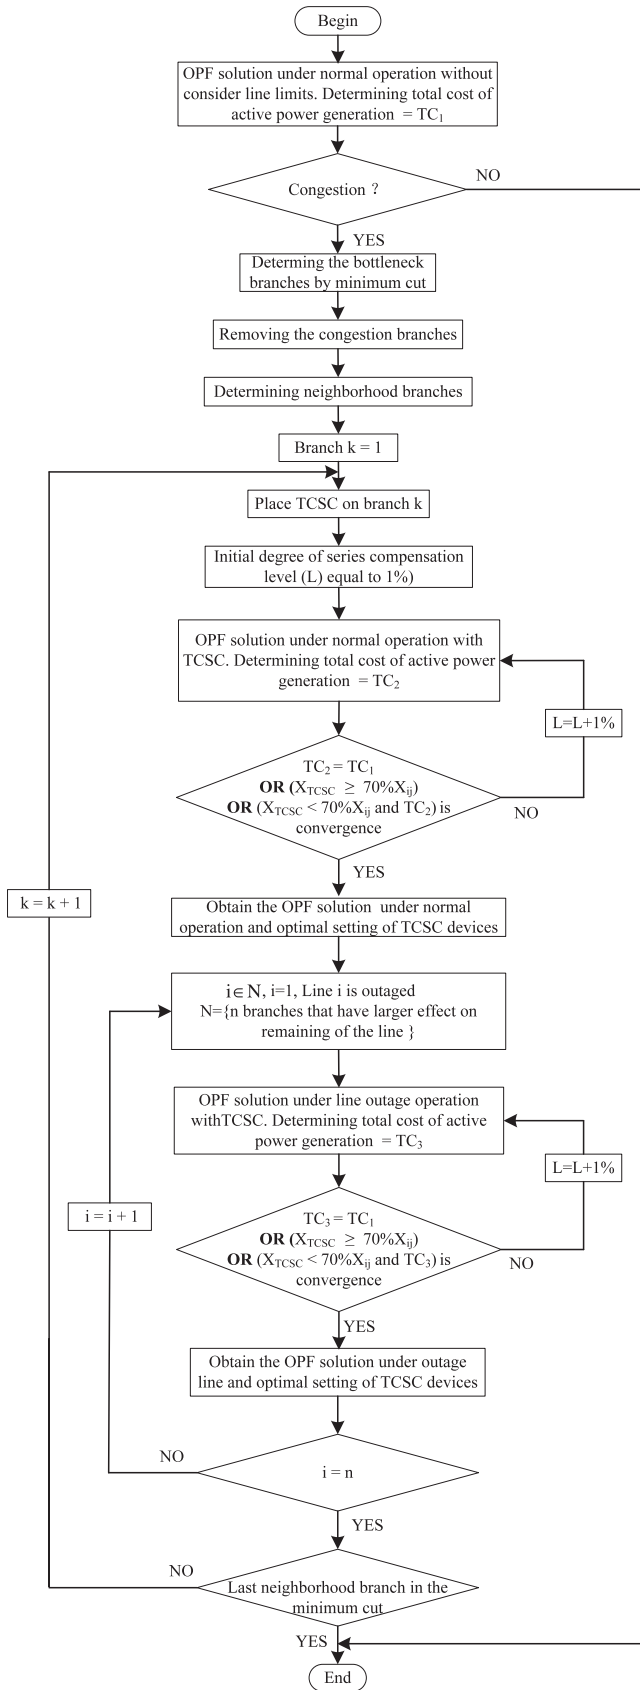 Begin
OPF solution under normal operation without
consider line limits. Determining total cost of
active power generation = TC₁
Congestion ?
NO
YES
Determing the bottleneck
branches by minimum cut
Removing the congestion branches
Determining neighborhood branches
Branch k = 1
Place TCSC on branch k
Initial degree of series compensation
level (L) equal to 1%)
OPF solution under normal operation with
TCSC. Determining total cost of active power
generation = TC₂
L=L+1%
TC₂ = TC₁
OR (X_TCSC ≥ 70%X_ij)
OR (X_TCSC < 70%X_ij and TC₂) is
convergence
NO
YES
k = k + 1
Obtain the OPF solution under normal
operation and optimal setting of TCSC devices
i∈N, i=1, Line i is outaged
N={n branches that have larger effect on
remaining of the line }
OPF solution under line outage operation
withTCSC. Determining total cost of active
power generation = TC₃
L=L+1%
i = i + 1
TC₃ = TC₁
OR (X_TCSC ≥ 70%X_ij)
OR (X_TCSC < 70%X_ij and TC₃) is
convergence
NO
YES
Obtain the OPF solution under outage
line and optimal setting of TCSC devices
NO
i = n
YES
NO
Last neighborhood branch in the
minimum cut
YES
End